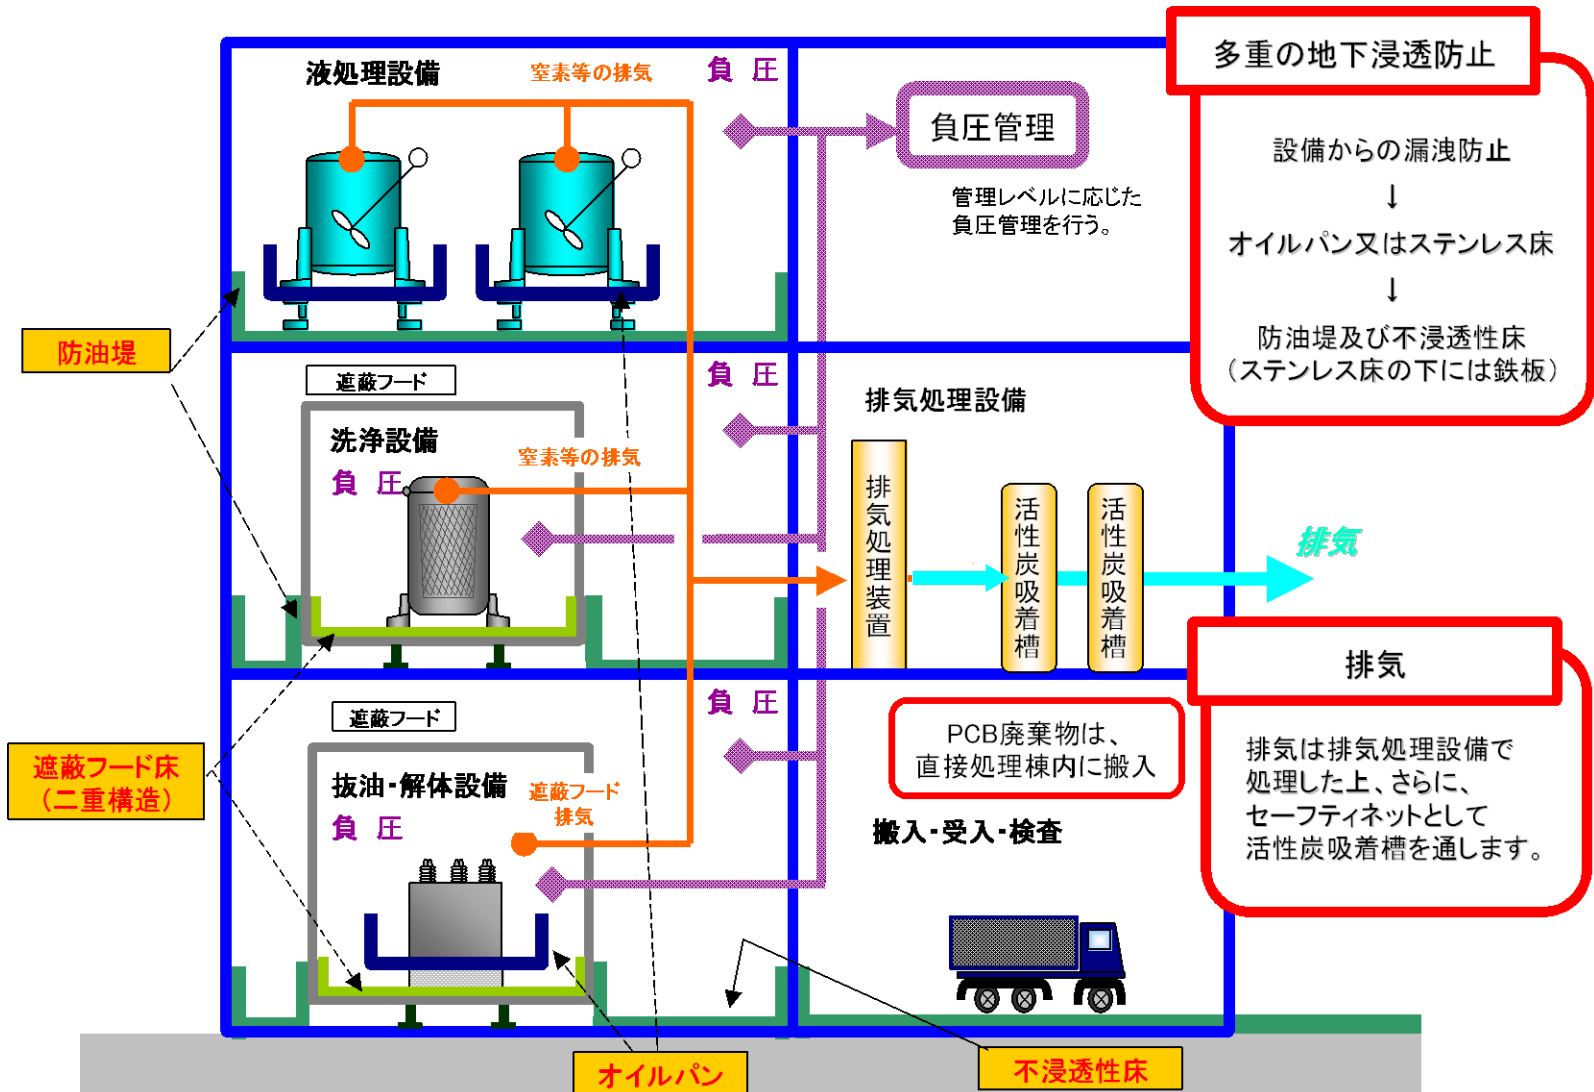 多重の地下浸透防止
設備からの漏洩防止
↓
オイルパン又はステンレス床
↓
防油堤及び不浸透性床
(ステンレス床の下には鉄板)
液処理設備
窒素等の排気
負 圧
負圧管理
管理レベルに応じた
負圧管理を行う。
防油堤
遮蔽フード
負 圧
洗浄設備
負 圧
窒素等の排気
排気処理設備
排気処理装置
活性炭吸着槽
活性炭吸着槽
排気
遮蔽フード
負 圧
抜油・解体設備
負 圧
遮蔽フード
排気
遮蔽フード床
(二重構造)
PCB廃棄物は、
直接処理棟内に搬入
搬入・受入・検査
排気
排気は排気処理設備で
処理した上、さらに、
セーフティネットとして
活性炭吸着槽を通します。
オイルパン
不浸透性床